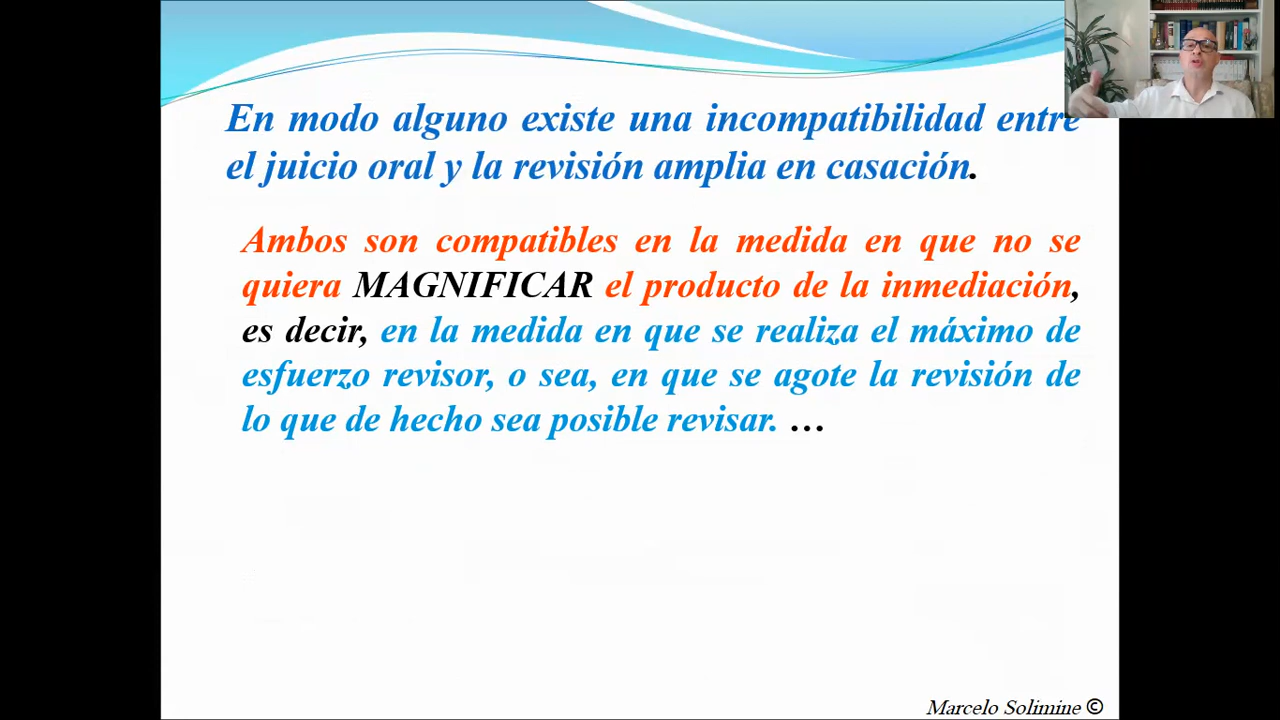 En modo alguno existe una incompatibilidad entre
el juicio oral y la revisión amplia en casación.
Ambos son compatibles en la medida en que no se
quiera MAGNIFICAR el producto de la inmediación,
es decir, en la medida en que se realiza el máximo de
esfuerzo revisor, o sea, en que se agote la revisión de
lo que de hecho sea posible revisar. …
Marcelo Solimine ©